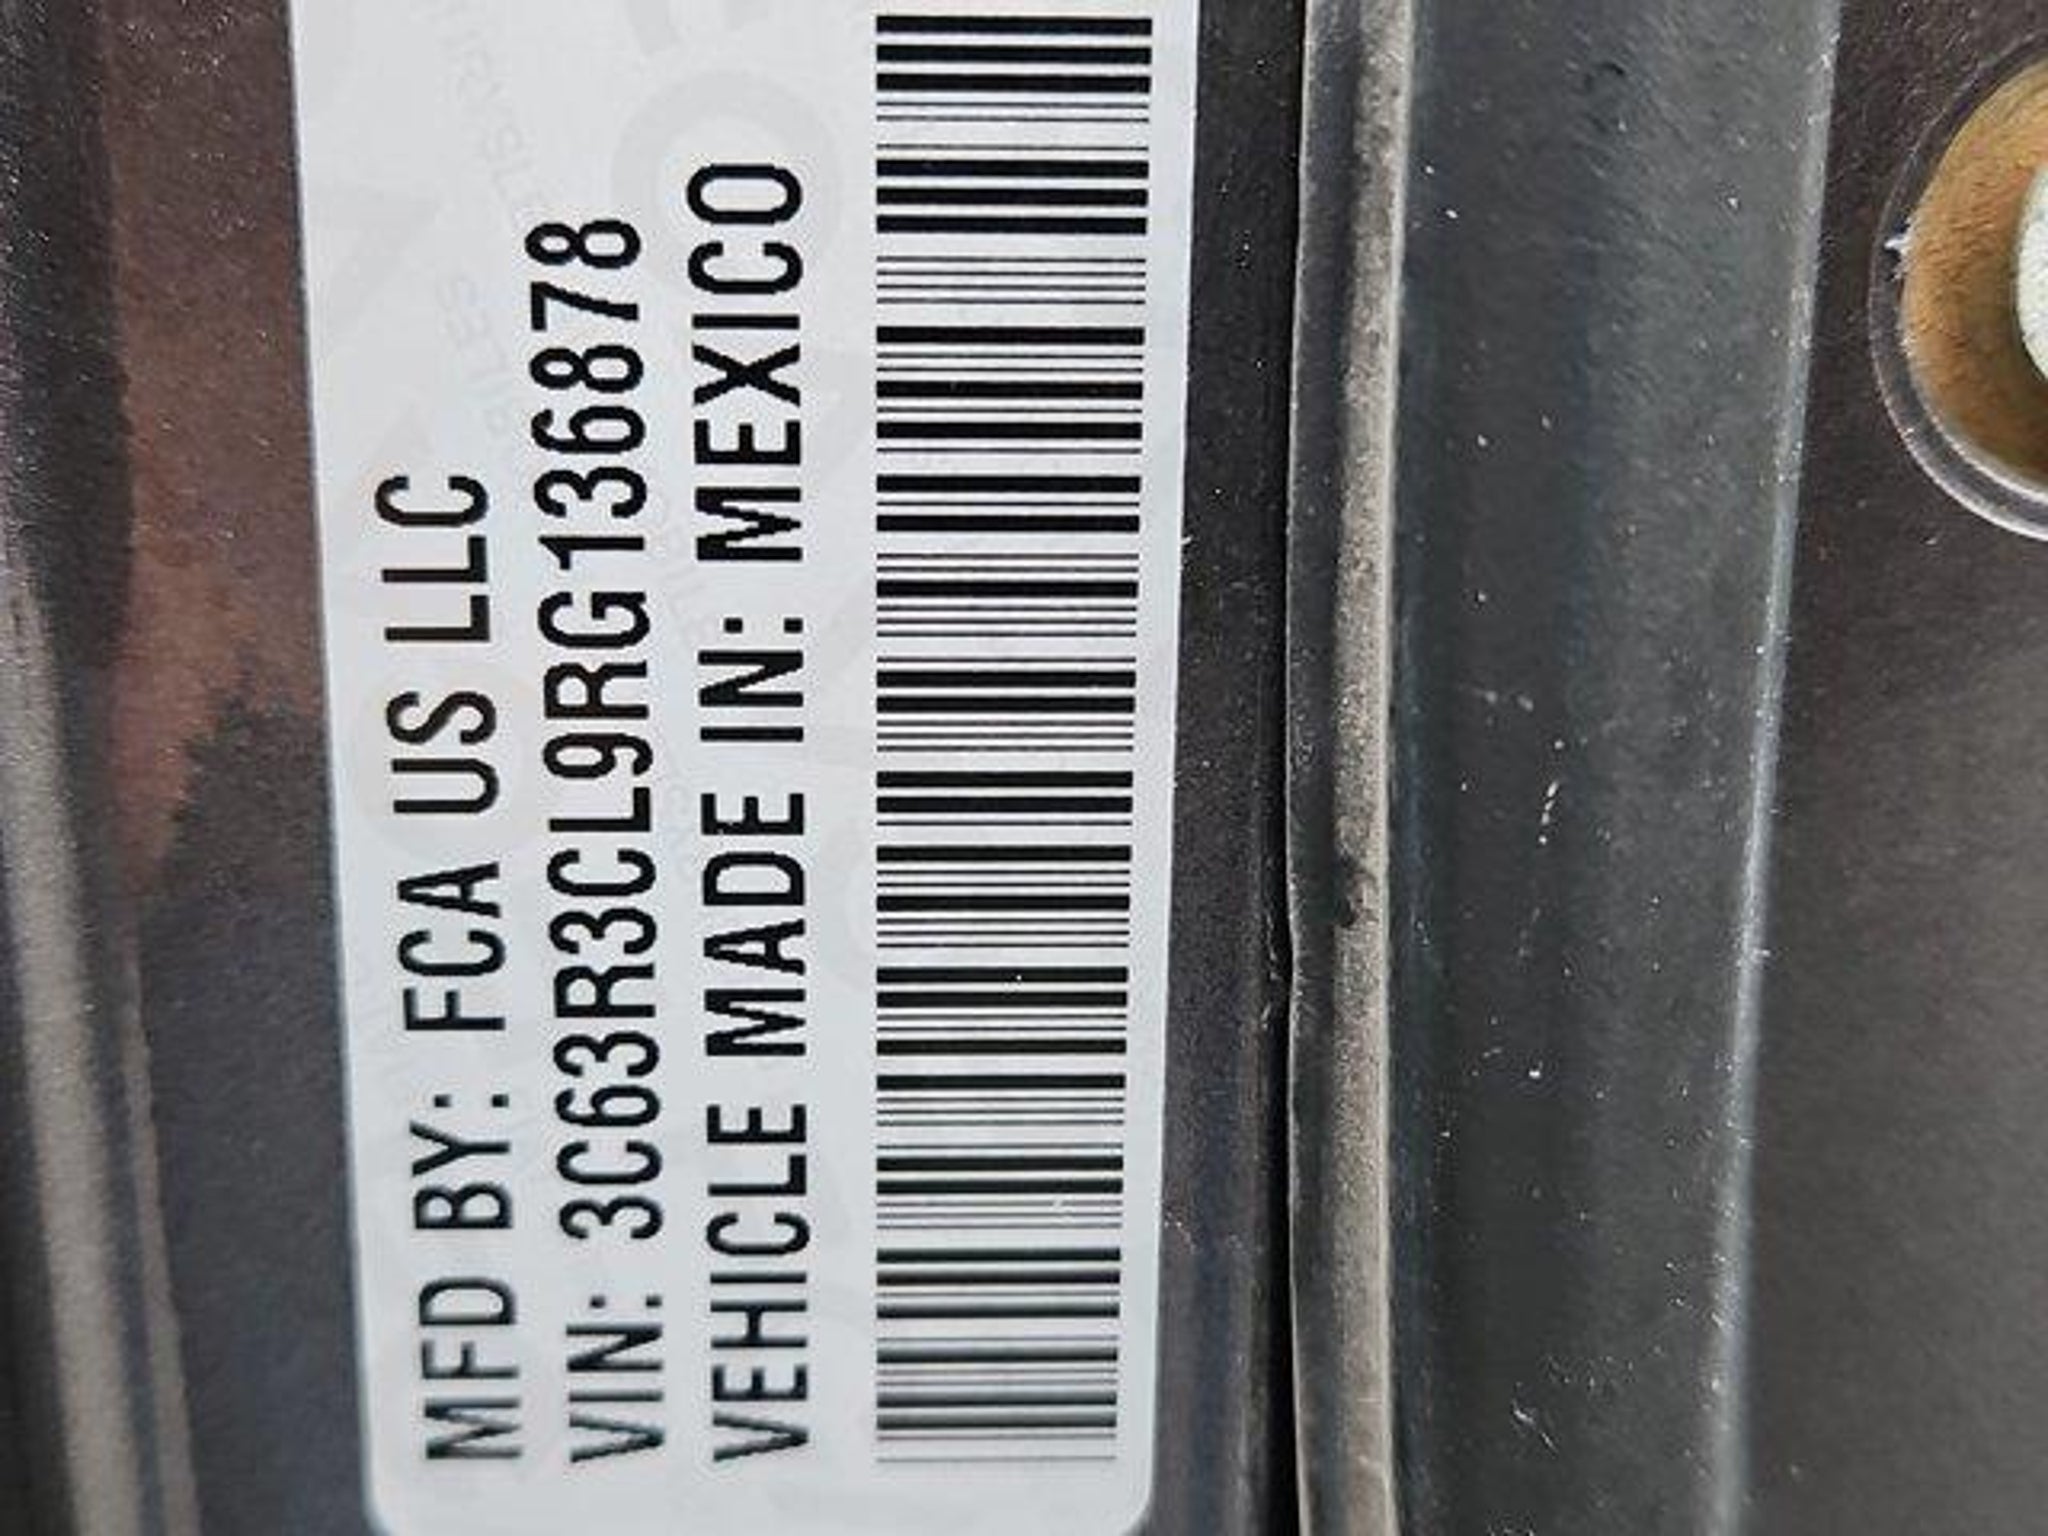 MFD BY: FCA US LLC
VIN: 3C63R3CL9RG136878
VEHICLE MADE IN: MEXICO